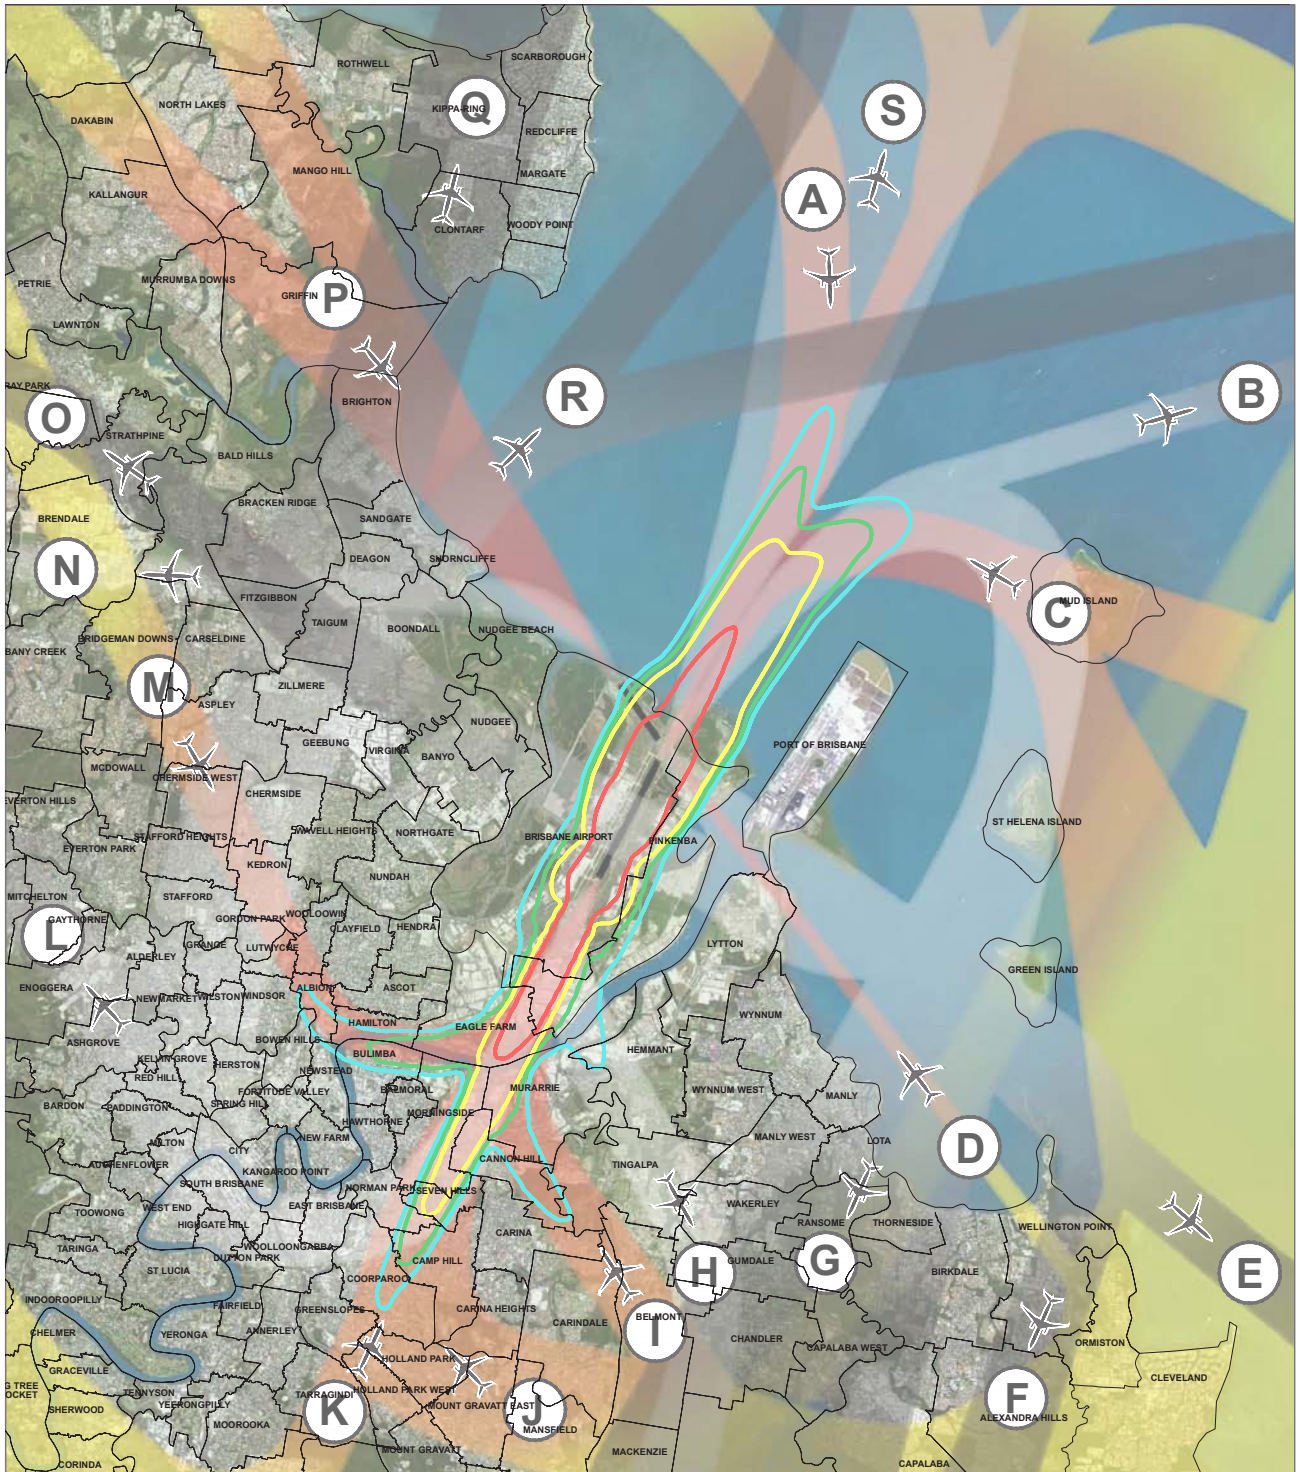 SCARBOROUGH
ROTHWELL
KIPPA-RING
Q
NORTH LAKES
DAKABIN
S
REDCLIFFE
MANGO HILL
MARGATE
KALLANGUR
A
WOODY POINT
CLONTARF
PETRIE
MURRUMBA DOWNS
GRIFFIN
P
LAWNTON
RAY PARK
B
R
BRIGHTON
O
STRATHPINE
BALD HILLS
BRACKEN RIDGE
BRENDALE
SANDGATE
DEAGON
SHORNCLIFFE
N
FITZGIBBON
MUD ISLAND
C
TAIGUM
BOONDALL
NUDGEE BEACH
BRIDGEMAN DOWNS
CARSELDINE
BANY CREEK
ZILLMERE
M
ASPLEY
NUDGEE
GEEBUNG
VIRGINIA
BANYO
PORT OF BRISBANE
MCDOWALL
CHERMSIDE WEST
CHERMSIDE
EVERTON HILLS
ST HELENA ISLAND
STAFFORD HEIGHTS
WAVELL HEIGHTS
NORTHGATE
BRISBANE AIRPORT
PINKENBA
EVERTON PARK
KEDRON
NUNDAH
MITCHELTON
STAFFORD
GAYTHORNE
GORDON PARK
WOOLOOWIN
CLAYFIELD
HENDRA
L
GRANGE
LUTWYCHE
LYTTON
ALDERLEY
GREEN ISLAND
ENOGGERA
ALBION
ASCOT
NEWMARKET
WILSTON
WINDSOR
WYNNUM
HAMILTON
EAGLE FARM
ASHGROVE
BOWEN HILLS
HEMMANT
BULIMBA
KELVIN GROVE
HERSTON
NEWSTEAD
RED HILL
FORTITUDE VALLEY
BALMORAL
MURARRIE
WYNNUM WEST
MANLY
BARDON
PADDINGTON
SPRING HILL
MORNINGSIDE
HAWTHORNE
NEW FARM
MANLY WEST
LOTA
MILTON
CITY
D
AUCHENFLOWER
KANGAROO POINT
CANNON HILL
TINGALPA
SOUTH BRISBANE
NORMAN PARK
SEVEN HILLS
WEST END
EAST BRISBANE
WAKERLEY
TOOWONG
HIGHGATE HILL
RANSOME
THORNESIDE
WELLINGTON POINT
CARINA
TARINGA
WOOLLOONGABBA
DUTTON PARK
CAMP HILL
GUMDALE
G
ST LUCIA
COORPAROO
H
BIRKDALE
E
INDOOROOPILLY
FAIRFIELD
GREENSLOPES
CARINA HEIGHTS
BELMONT
CARINDALE
I
CHELMER
YERONGA
ANNERLEY
CHANDLER
CAPALABA WEST
ORMISTON
HOLLAND PARK
GRACEVILLE
CLEVELAND
G TREE
OCKET
TENNYSON
TARRAGINDI
HOLLAND PARK WEST
SHERWOOD
YEERONGPILLY
K
MOUNT GRAVATT EAST
J
F
ALEXANDRA HILLS
MOOROOKA
MANSFIELD
MOUNT GRAVATT
MACKENZIE
CORINDA
CAPALABA